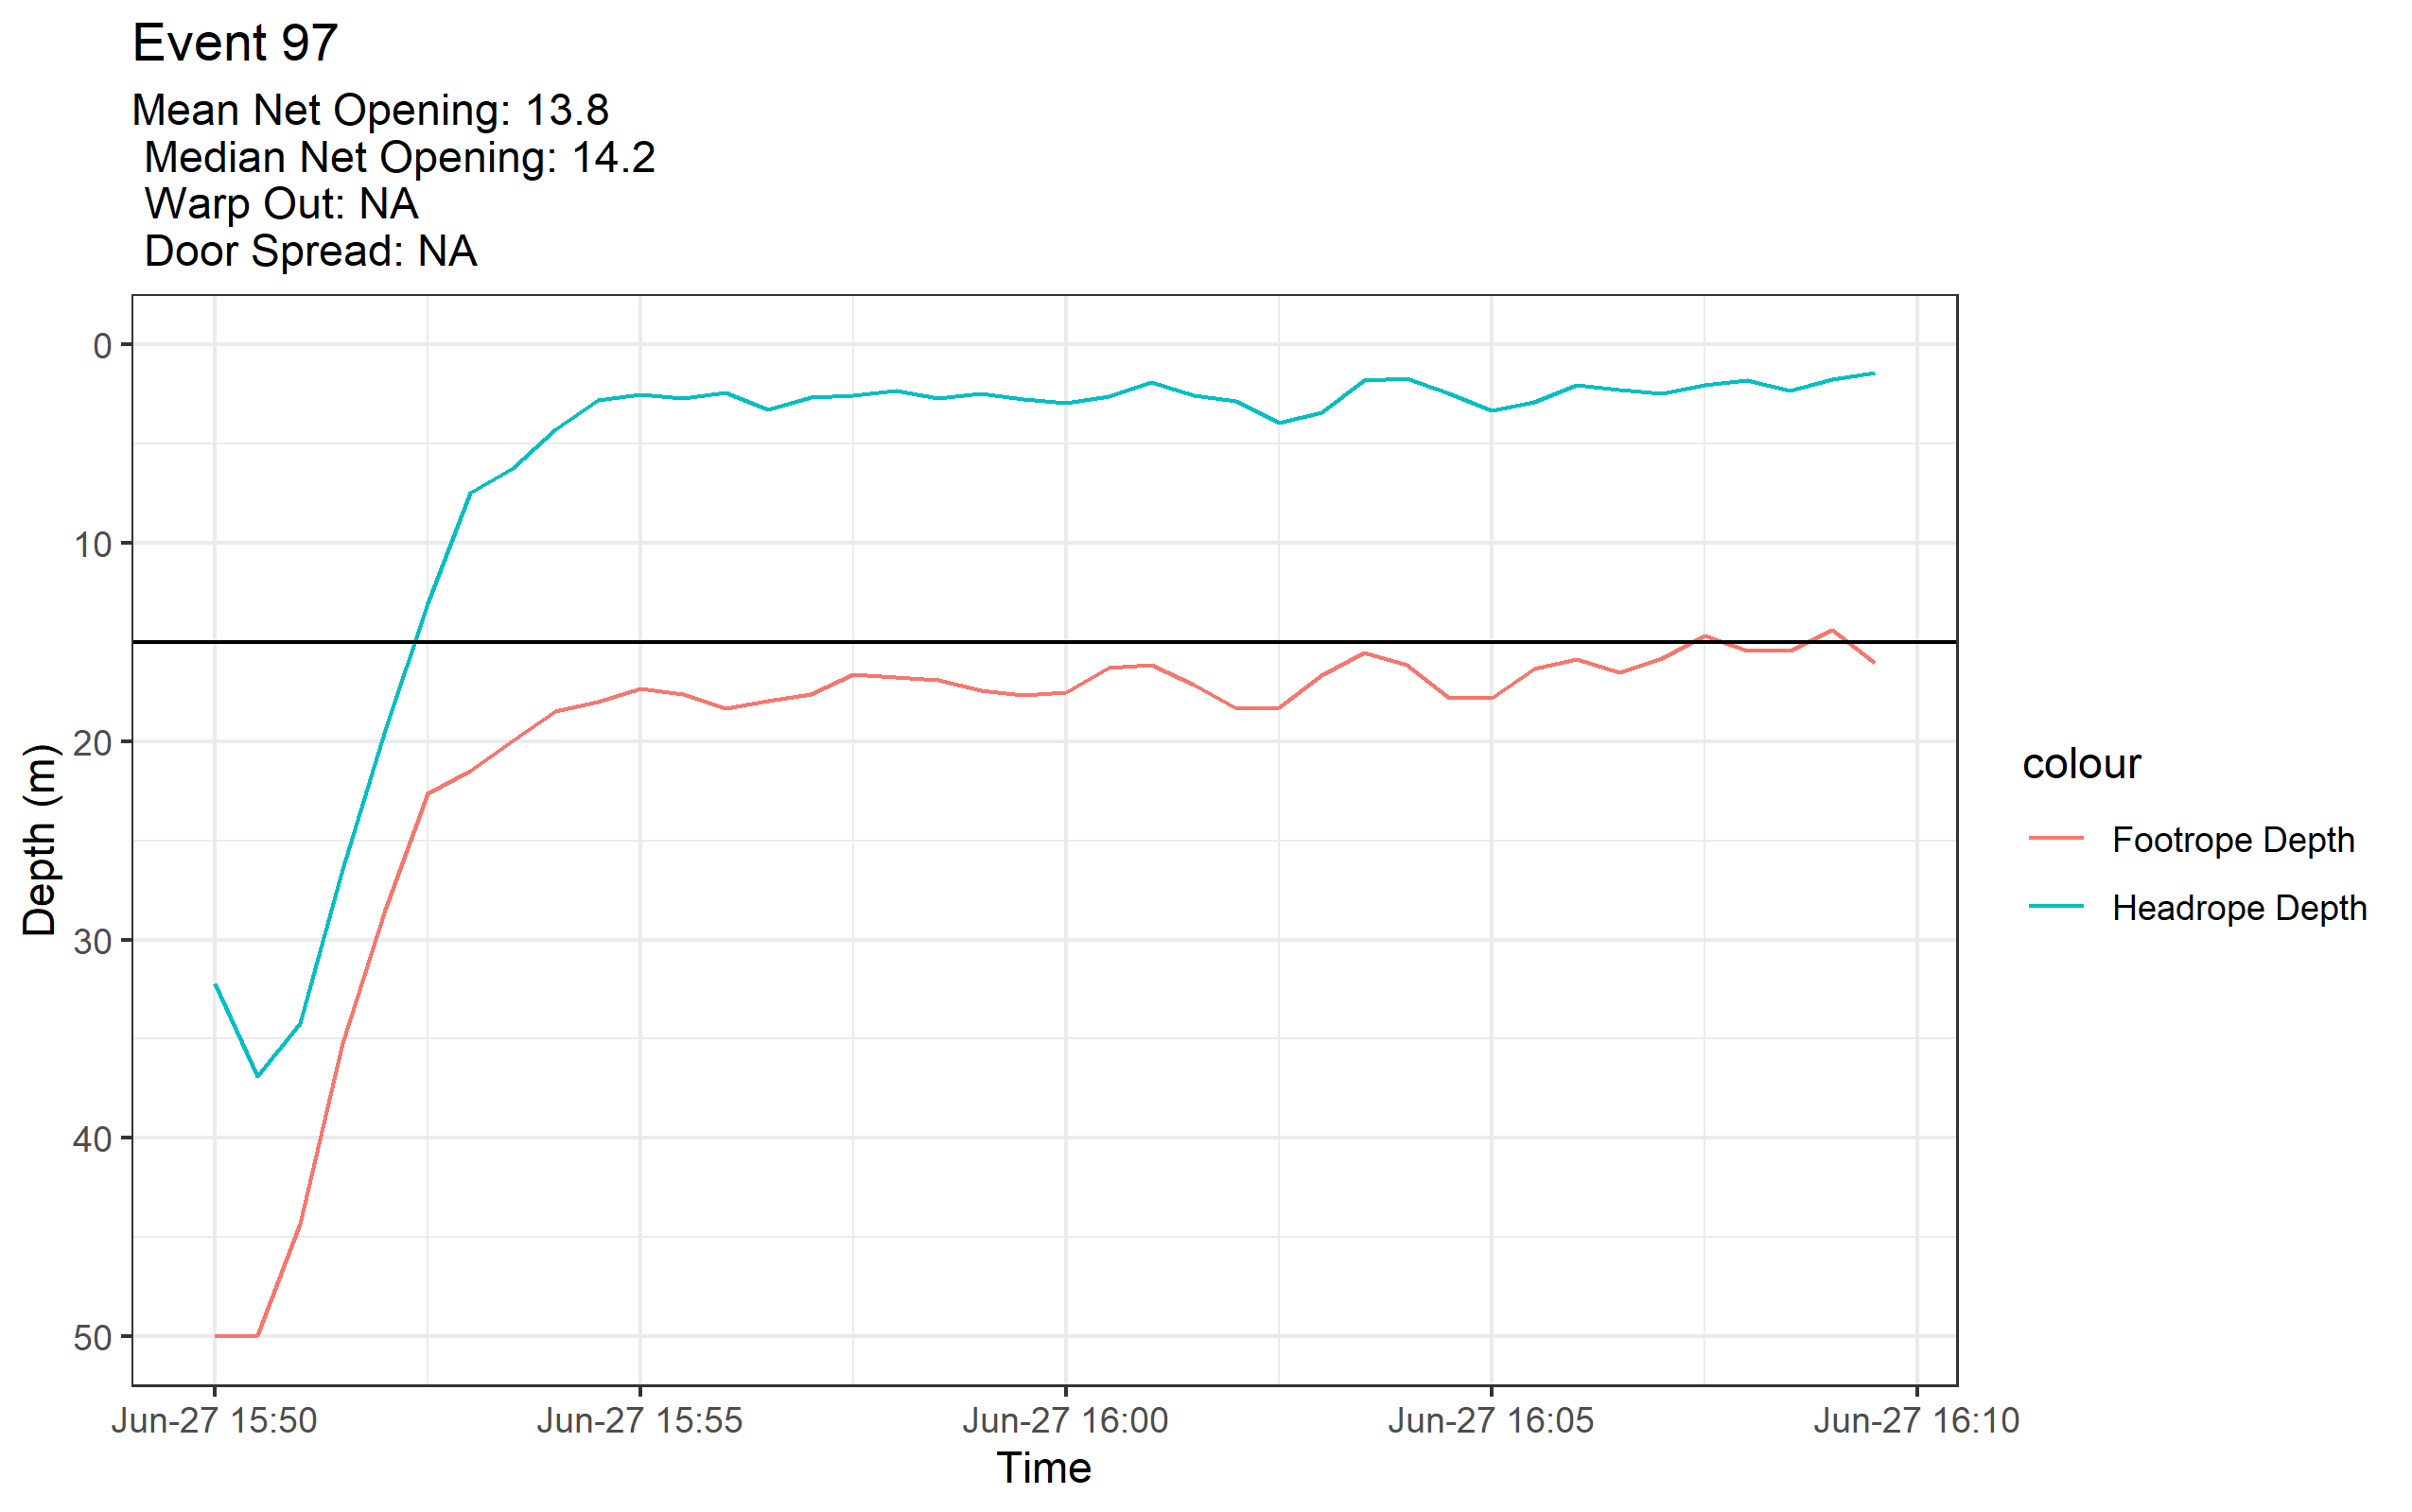 Event 97
Mean Net Opening: 13.8
Median Net Opening: 14.2
Warp Out: NA
Door Spread: NA
0
10
20
30
40
50
Depth (m)
Jun-27 15:50
Jun-27 15:55
Jun-27 16:00
Jun-27 16:05
Jun-27 16:10
Time
colour
Footrope Depth
Headrope Depth